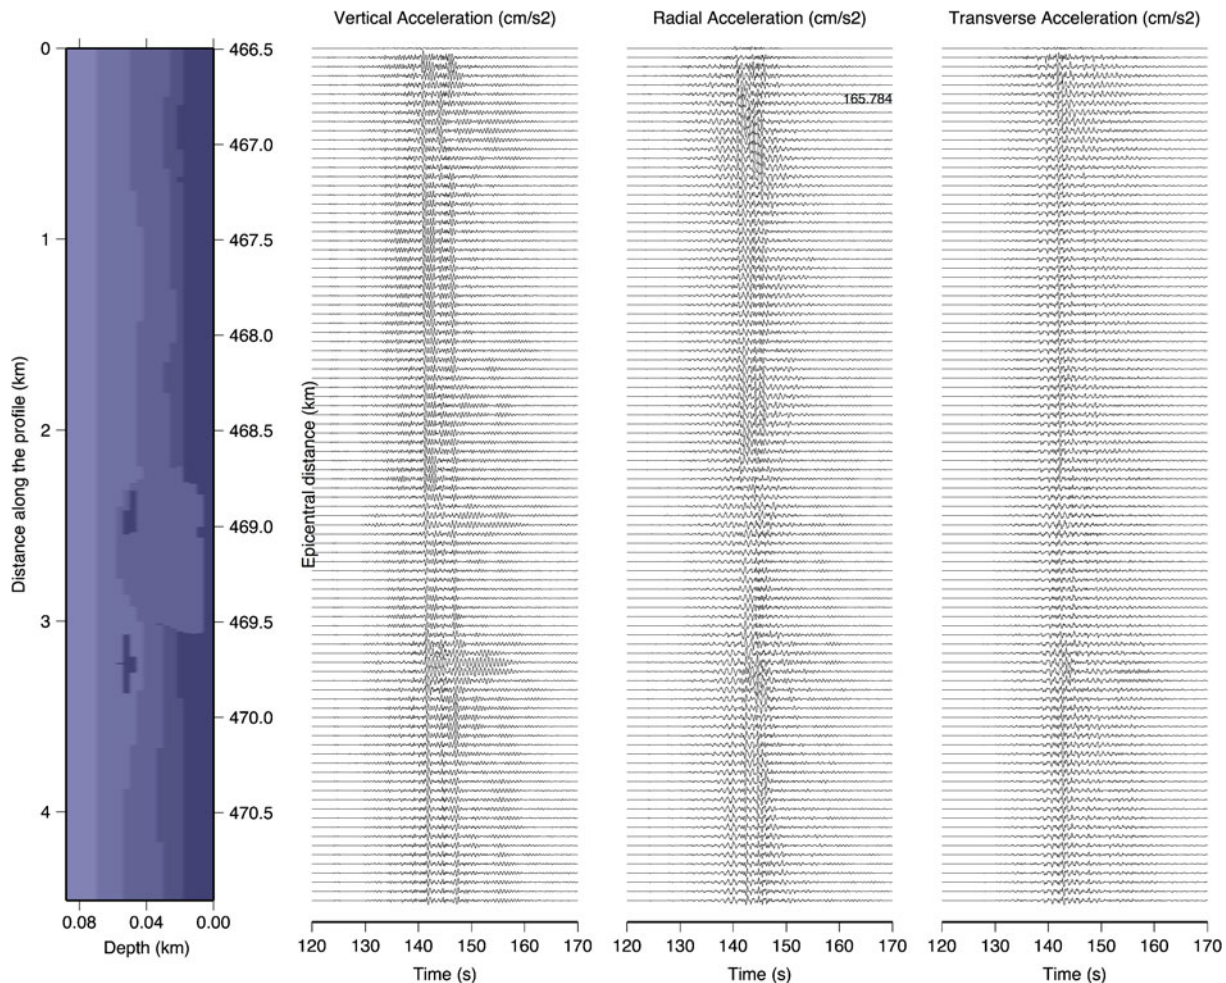 Vertical Acceleration (cm/s2)
Radial Acceleration (cm/s2)
Transverse Acceleration (cm/s2)
0
466.5
165.784
467.0
1
467.5
468.0
2
468.5
469.0
3
469.5
470.0
4
470.5
Distance along the profile (km)
Epicentral distance (km)
0.08 0.04 0.00
Depth (km)
120 130 140 150 160 170
Time (s)
120 130 140 150 160 170
Time (s)
120 130 140 150 160 170
Time (s)